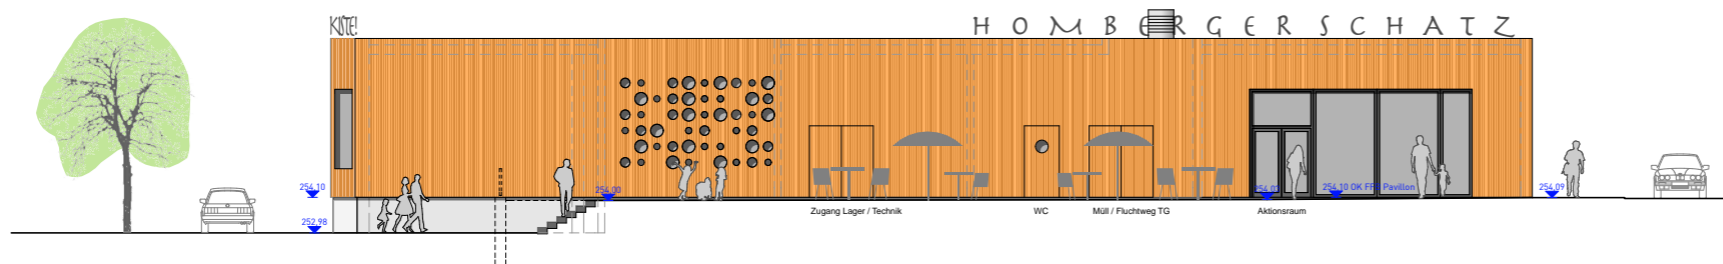 KISTE!
HOMBERGERSCHATZ
254,10
252,98
254,00
Zugang Lager / Technik
WC
Müll / Fluchtweg TG
Aktionsraum
254,10 OK FFB Pavillon
254,09